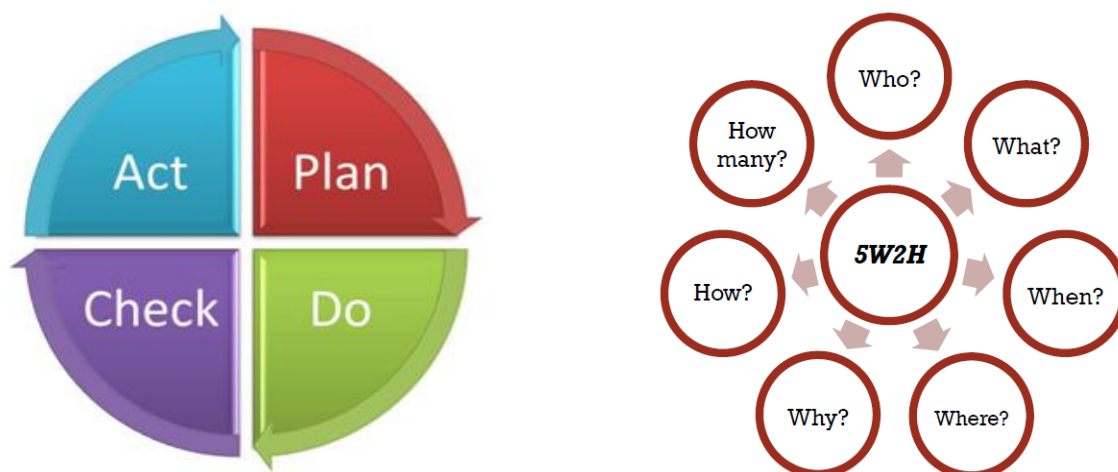 Act
Plan
Check
Do
Who?
How
many?
What?
5W2H
How?
When?
Why?
Where?